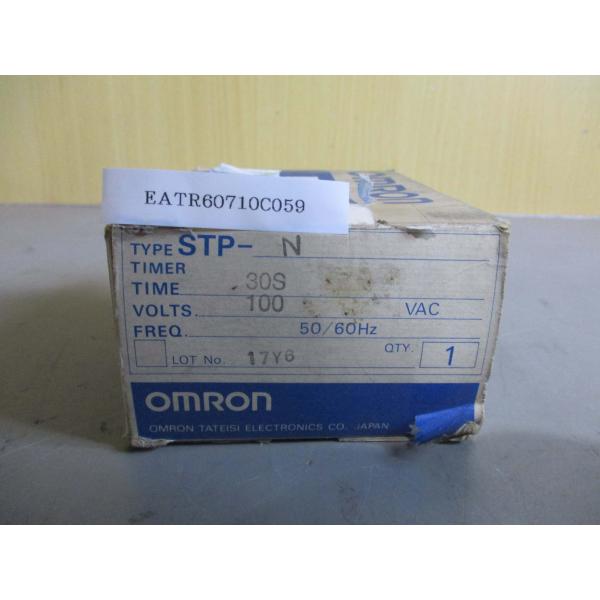 OMRON
EATR60710C059
TYPE STP- N
TIMER
TIME 30S
VOLTS 100 VAC
FREQ. 50/60Hz
LOT No. 17Y6 QTY. 1
OMRON
OMRON TATEISI ELECTRONICS CO. JAPAN